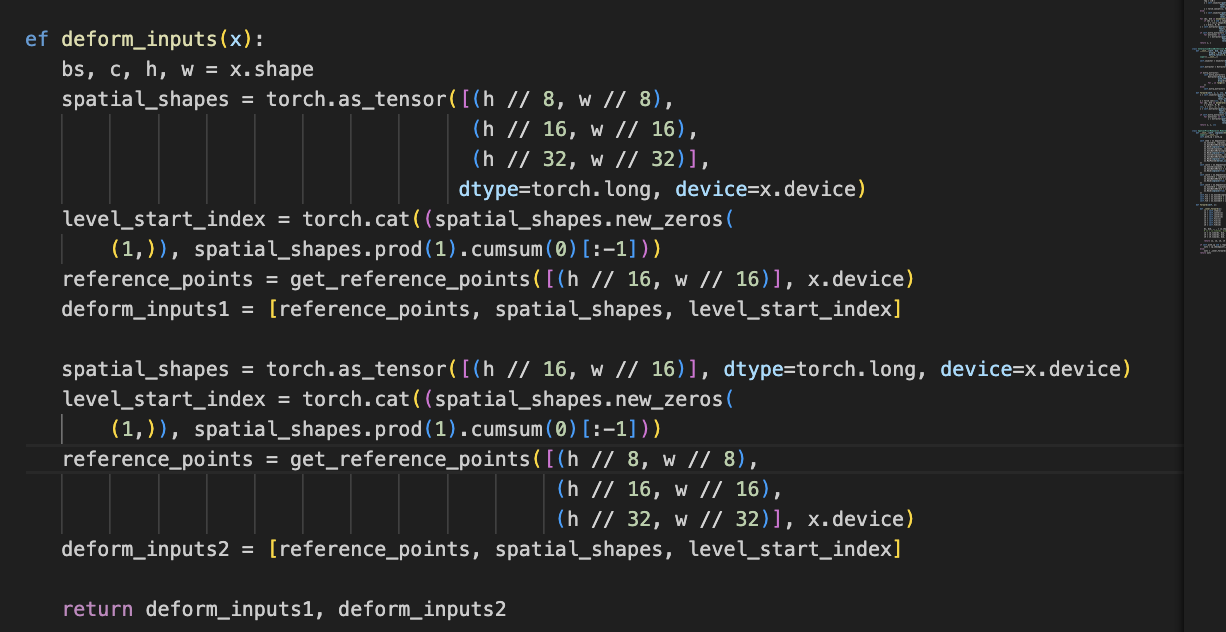 ef deform_inputs(x):
    bs, c, h, w = x.shape
    spatial_shapes = torch.as_tensor([(h // 8, w // 8),
                                      (h // 16, w // 16),
                                      (h // 32, w // 32)],
                                     dtype=torch.long, device=x.device)
    level_start_index = torch.cat((spatial_shapes.new_zeros(
        (1,)), spatial_shapes.prod(1).cumsum(0)[:-1]))
    reference_points = get_reference_points([(h // 16, w // 16)], x.device)
    deform_inputs1 = [reference_points, spatial_shapes, level_start_index]

    spatial_shapes = torch.as_tensor([(h // 16, w // 16)], dtype=torch.long, device=x.device)
    level_start_index = torch.cat((spatial_shapes.new_zeros(
        (1,)), spatial_shapes.prod(1).cumsum(0)[:-1]))
    reference_points = get_reference_points([(h // 8, w // 8),
                                             (h // 16, w // 16),
                                             (h // 32, w // 32)], x.device)
    deform_inputs2 = [reference_points, spatial_shapes, level_start_index]

    return deform_inputs1, deform_inputs2